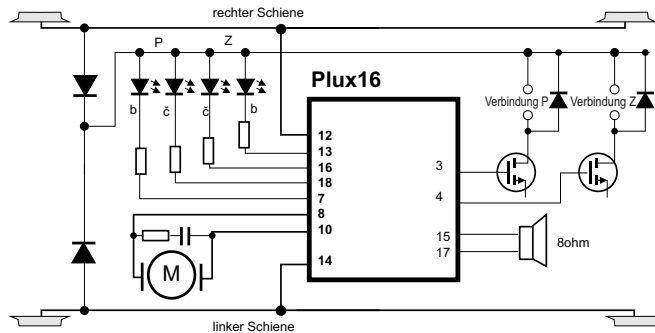 rechter Schiene
P Z
Plux16
b č č b
Verbindung P Verbindung Z
12
13
16
18
7
8
10
14
3
4
15
17
8ohm
M
linker Schiene